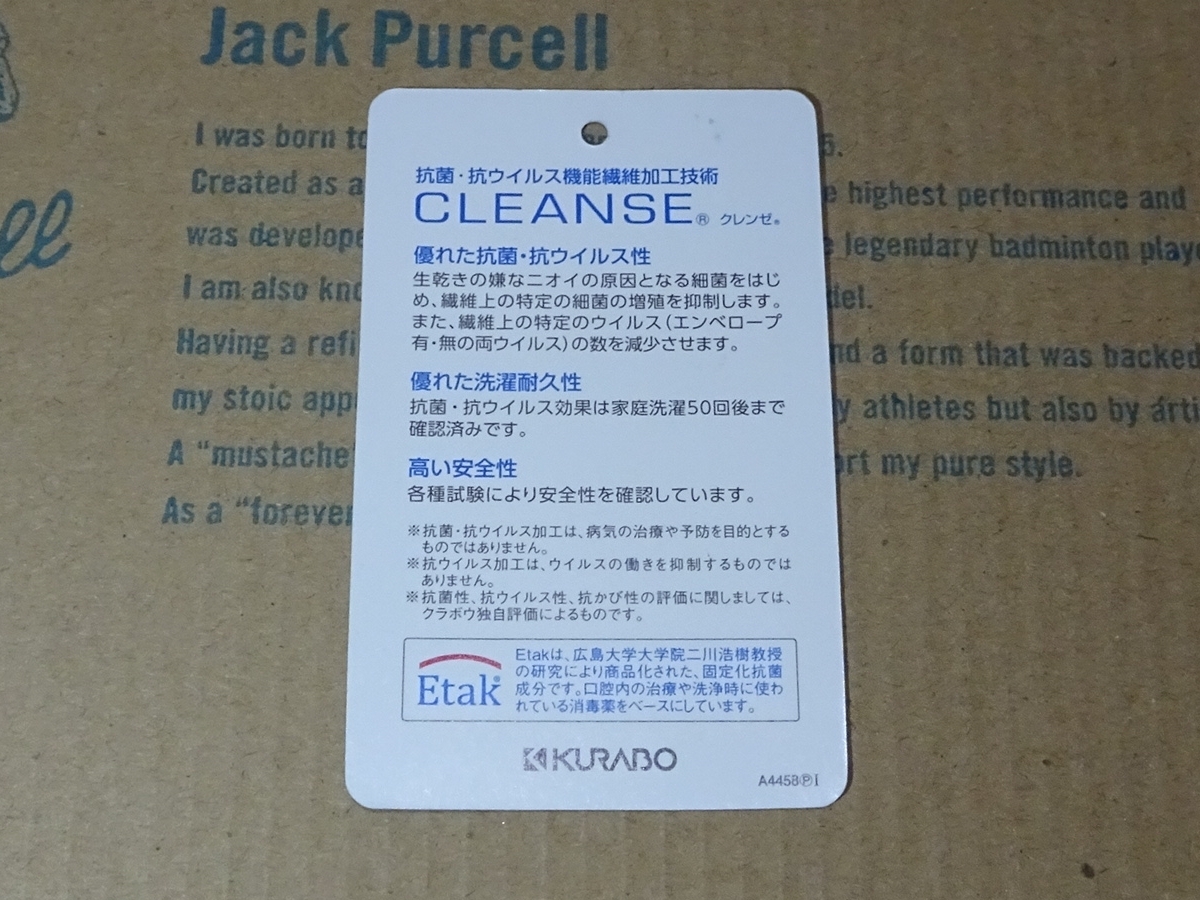 Jack Purcell
I was born to
5.
Created as a
e highest performance and
was develope
e legendary badminton playe
I am also kno
del.
Having a refi
nd a form that was backed
my stoic app
y athletes but also by arti
A "mustache"
ort my pure style.
As a "forever
ell
抗菌・抗ウイルス機能繊維加工技術
CLEANSE® クレンゼ®
優れた抗菌・抗ウイルス性
生乾きの嫌なニオイの原因となる細菌をはじ
め、繊維上の特定の細菌の増殖を抑制します。
また、繊維上の特定のウイルス(エンベロープ
有・無の両ウイルス)の数を減少させます。
優れた洗濯耐久性
抗菌・抗ウイルス効果は家庭洗濯50回後まで
確認済みです。
高い安全性
各種試験により安全性を確認しています。
※抗菌・抗ウイルス加工は、病気の治療や予防を目的とする
ものではありません。
※抗ウイルス加工は、ウイルスの働きを抑制するものでは
ありません。
※抗菌性、抗ウイルス性、抗かび性の評価に関しましては、
クラボウ独自評価によるものです。
Etak®
Etakは、広島大学大学院二川浩樹教授
の研究により商品化された、固定化抗菌
成分です。口腔内の治療や洗浄時に使わ
れている消毒薬をベースにしています。
KURABO
A4458ⓅI